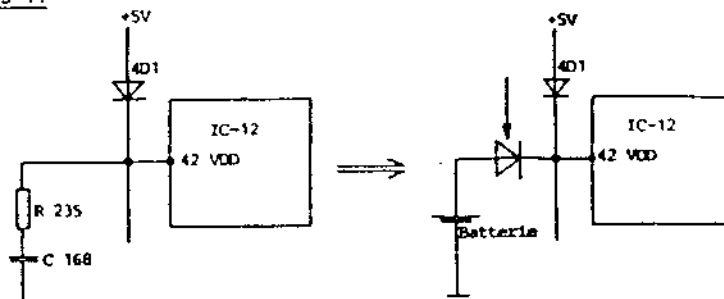 +5V
4D1
IC-12
42 VDD
R 235
C 168
+5V
4D1
IC-12
42 VDD
Batterie